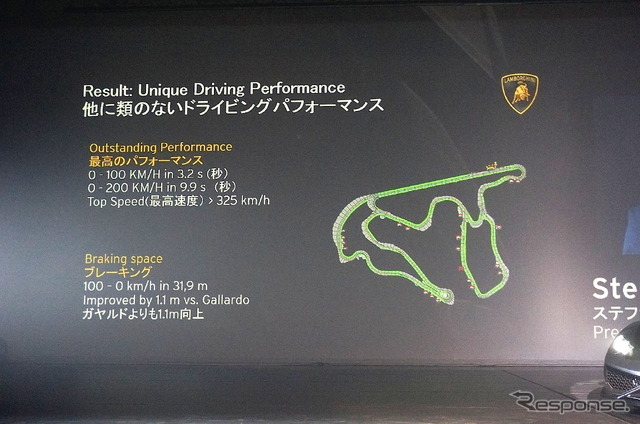 Result: Unique Driving Performance
他に類のないドライビングパフォーマンス
LAMBORGHINI
Outstanding Performance
最高のパフォーマンス
0 - 100 KM/H in 3.2 s (秒)
0 - 200 KM/H in 9.9 s (秒)
Top Speed(最高速度) > 325 km/h
Braking space
ブレーキング
100 - 0 km/h in 31,9 m
Improved by 1.1 m vs. Gallardo
ガヤルドよりも1.1m向上
Ste
ステフ
Pre
Response.